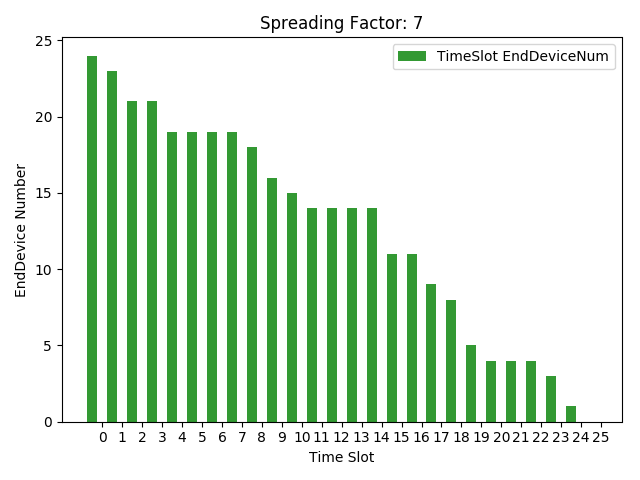 Spreading Factor: 7
TimeSlot EndDeviceNum
EndDevice Number
25
20
15
10
5
0
0 1 2 3 4 5 6 7 8 9 10 11 12 13 14 15 16 17 18 19 20 21 22 23 24 25
Time Slot